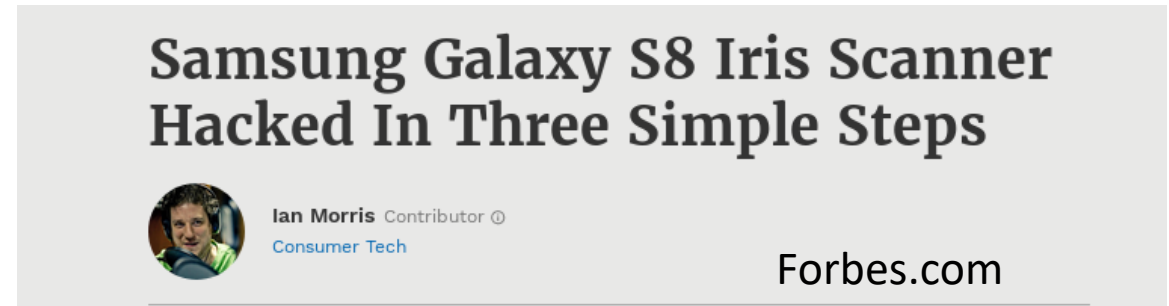 Samsung Galaxy S8 Iris Scanner
Hacked In Three Simple Steps
Ian Morris Contributor ⓘ
Consumer Tech
Forbes.com